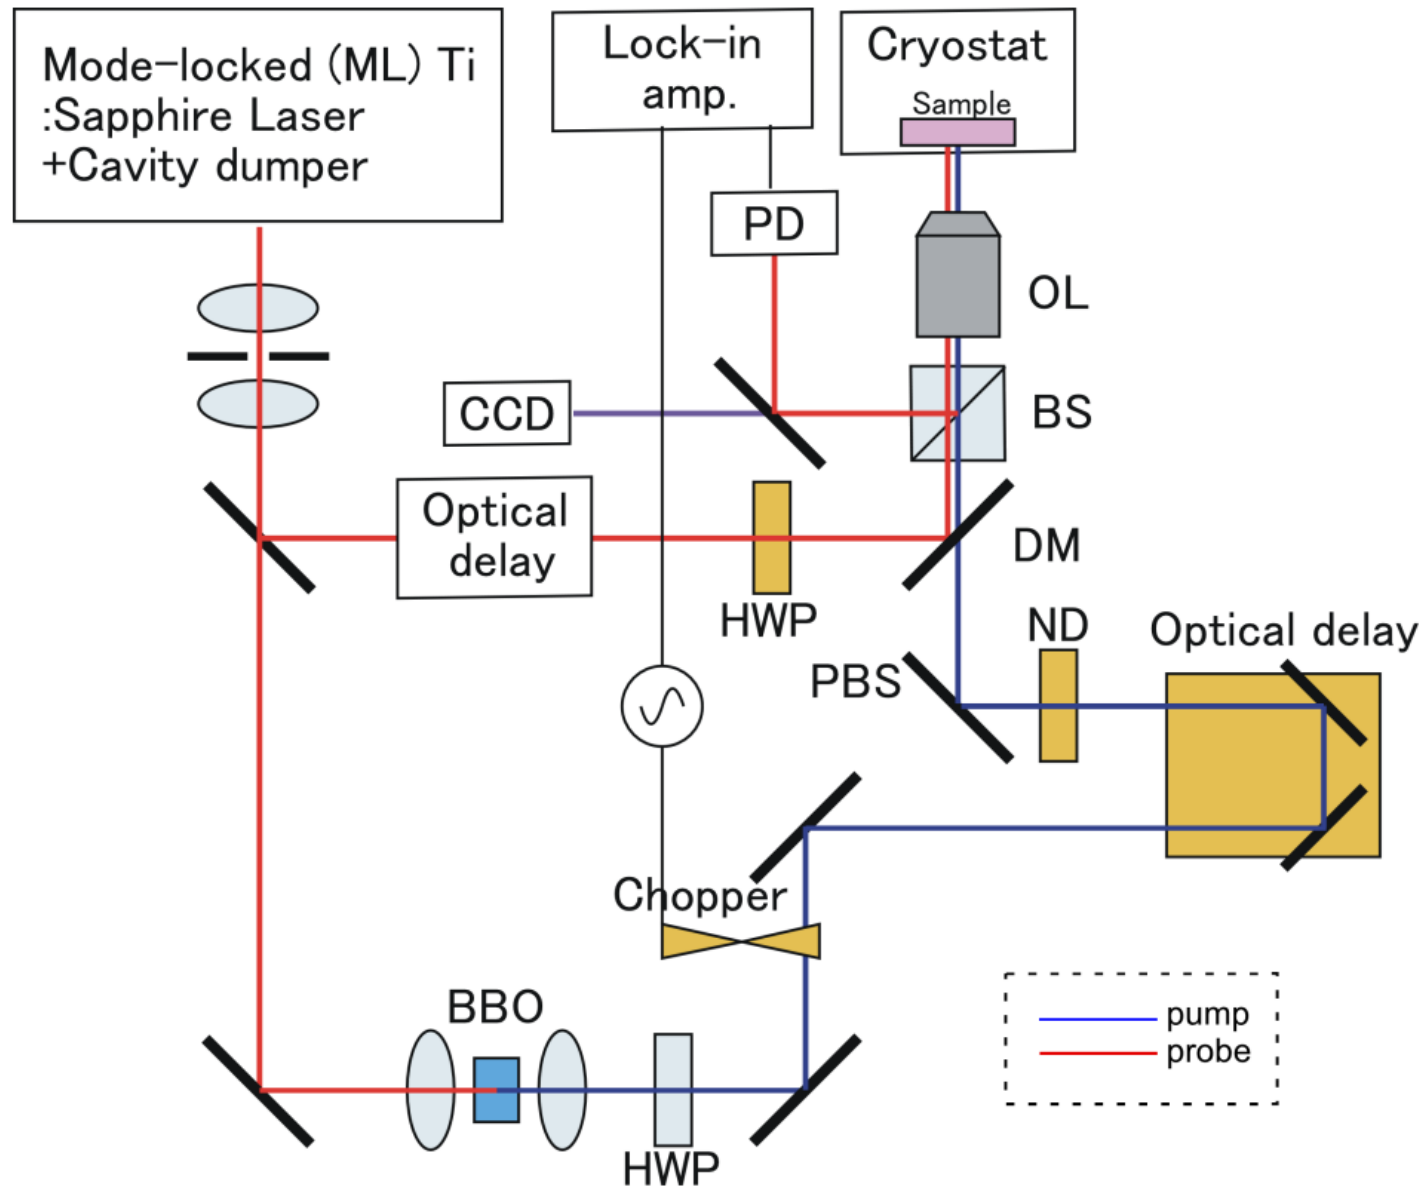 Mode-locked (ML) Ti
:Sapphire Laser
+Cavity dumper
Lock-in
amp.
Cryostat
Sample
PD
OL
CCD
BS
Optical
delay
HWP
DM
ND
Optical delay
PBS
Chopper
BBO
HWP
pump
probe